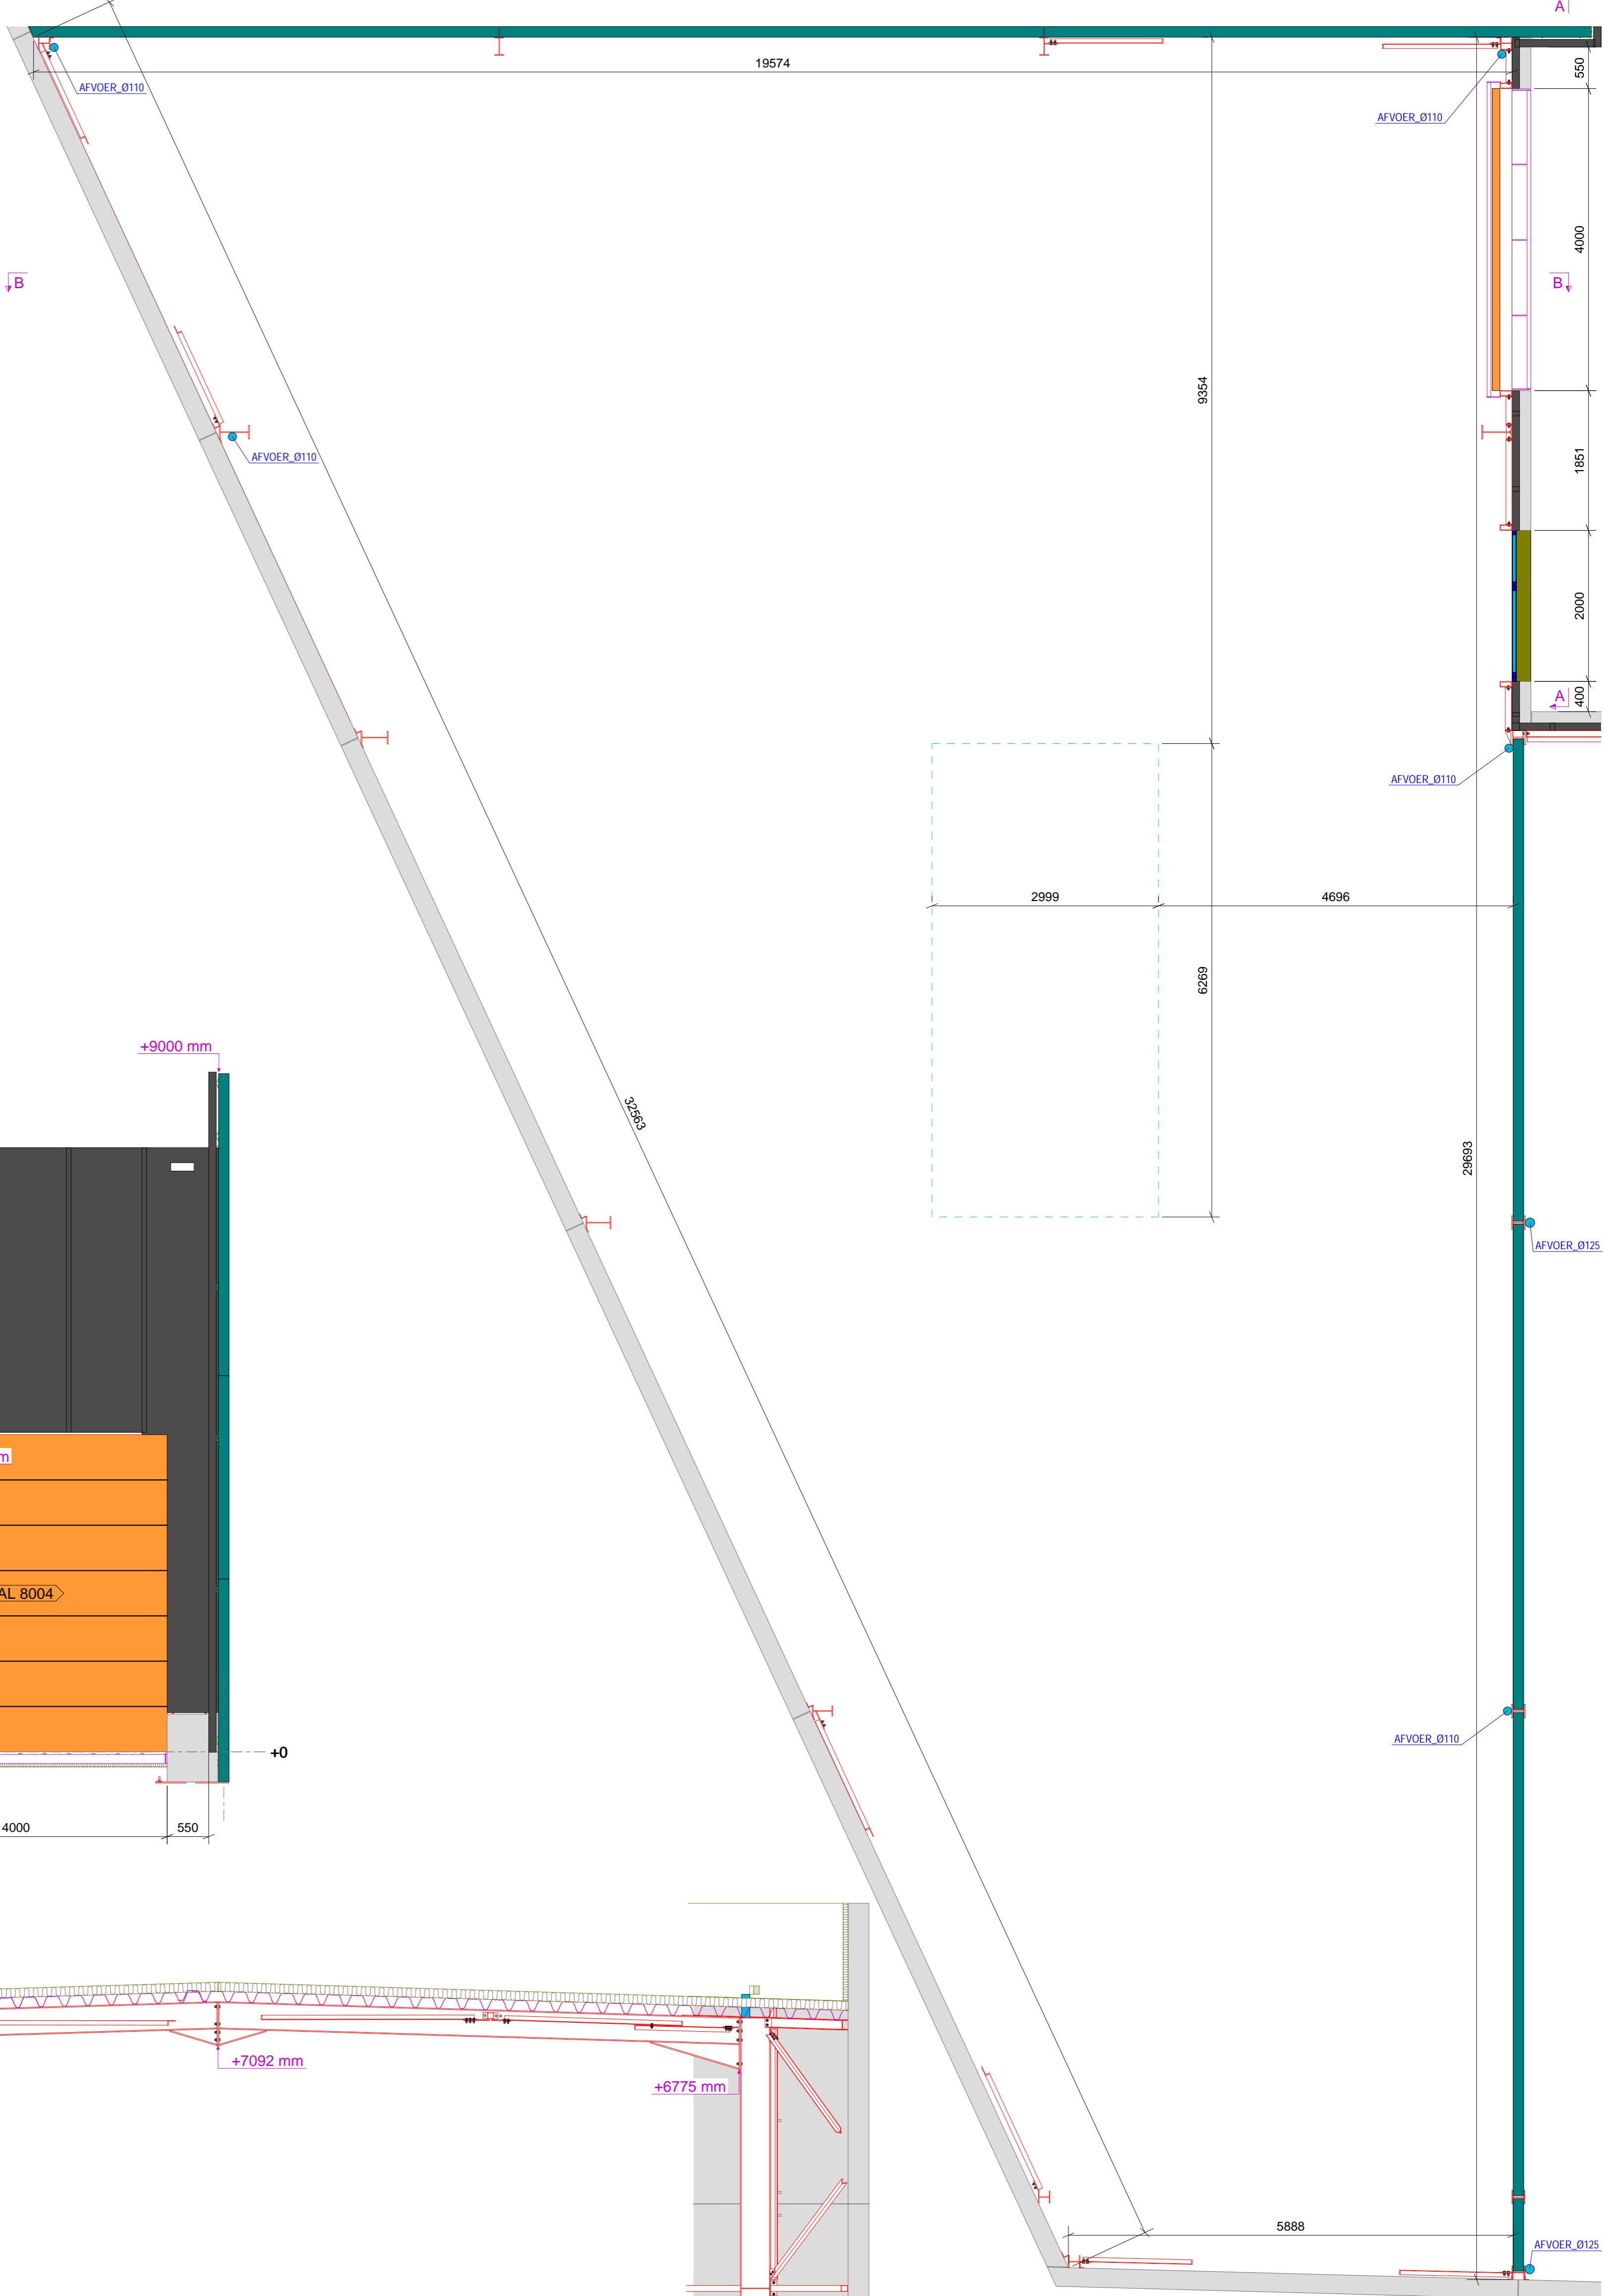 A
19574
550
AFVOER_Ø110
AFVOER_Ø110
4000
B
B
9354
AFVOER_Ø110
1851
2000
A
400
AFVOER_Ø110
2999
4696
6269
+9000 mm
32563
29693
AFVOER_Ø125
m
AL 8004
AFVOER_Ø110
+0
4000
550
+7092 mm
+6775 mm
5888
AFVOER_Ø125